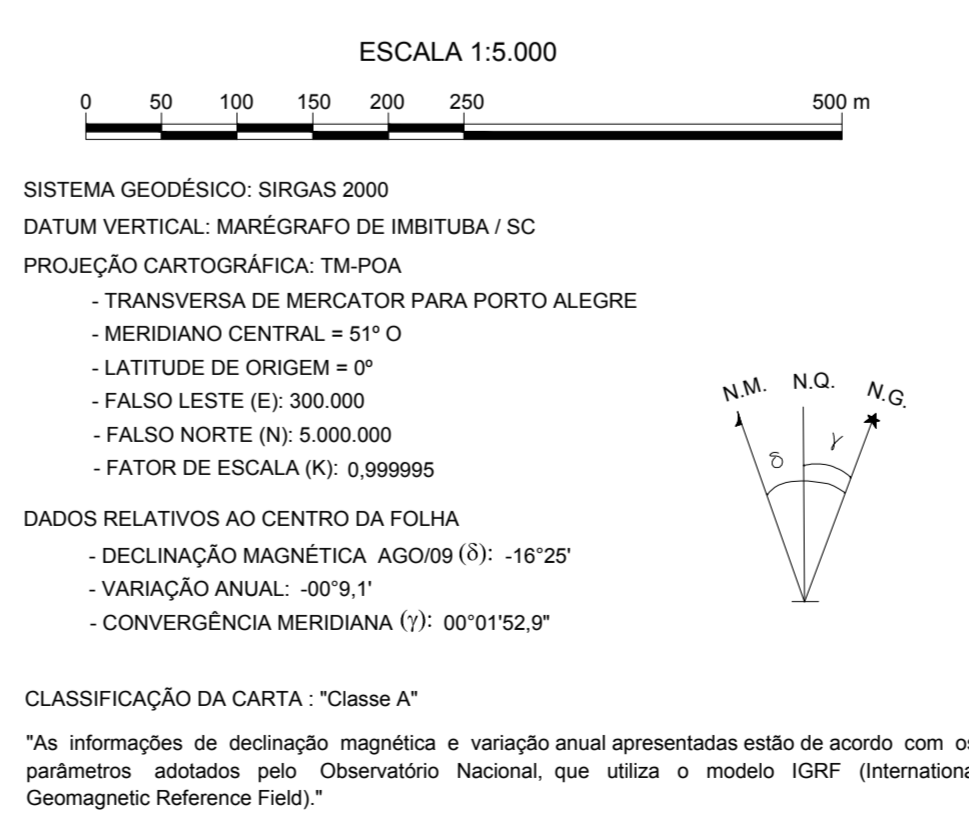 ESCALA 1:5.000
0 50 100 150 200 250 500 m
SISTEMA GEODÉSICO: SIRGAS 2000
DATUM VERTICAL: MARÉGRAFO DE IMBITUBA / SC
PROJEÇÃO CARTOGRÁFICA: TM-POA
- TRANSVERSA DE MERCATOR PARA PORTO ALEGRE
- MERIDIANO CENTRAL = 51º O
- LATITUDE DE ORIGEM = 0º
- FALSO LESTE (E): 300.000
- FALSO NORTE (N): 5.000.000
- FATOR DE ESCALA (K): 0,999995
N.M. N.Q. N.G.
δ γ
DADOS RELATIVOS AO CENTRO DA FOLHA
- DECLINAÇÃO MAGNÉTICA AGO/09 (δ): -16°25'
- VARIAÇÃO ANUAL: -00°9,1'
- CONVERGÊNCIA MERIDIANA (γ): 00°01'52,9"
CLASSIFICAÇÃO DA CARTA : "Classe A"
"As informações de declinação magnética e variação anual apresentadas estão de acordo com os
parâmetros adotados pelo Observatório Nacional, que utiliza o modelo IGRF (Internationa
Geomagnetic Reference Field)."